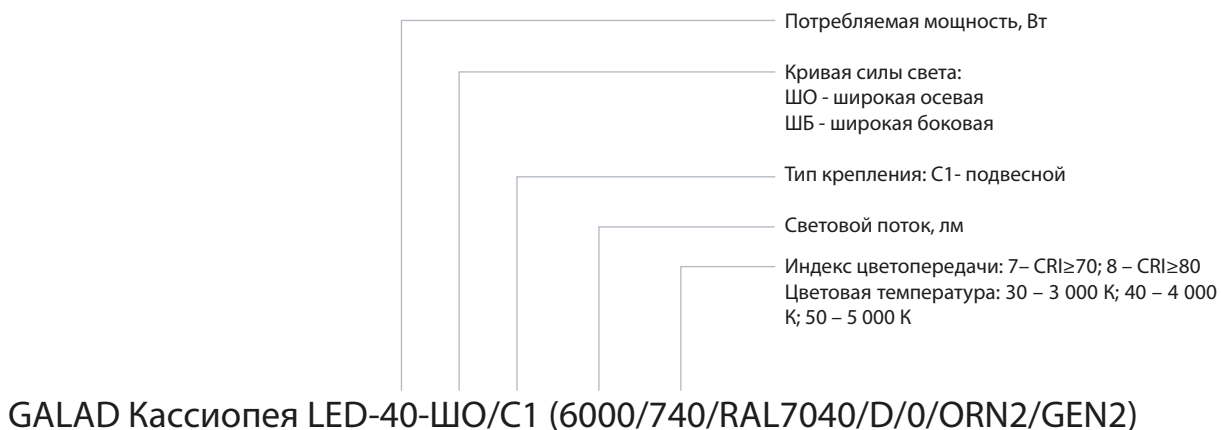 Потребляемая мощность, Вт
Кривая силы света:
ШО - широкая осевая
ШБ - широкая боковая
Тип крепления: С1- подвесной
Световой поток, лм
Индекс цветопередачи: 7– CRI≥70; 8 – CRI≥80
Цветовая температура: 30 – 3 000 К; 40 – 4 000
К; 50 – 5 000 К
GALAD Кассиопея LED-40-ШО/С1 (6000/740/RAL7040/D/0/ORN2/GEN2)